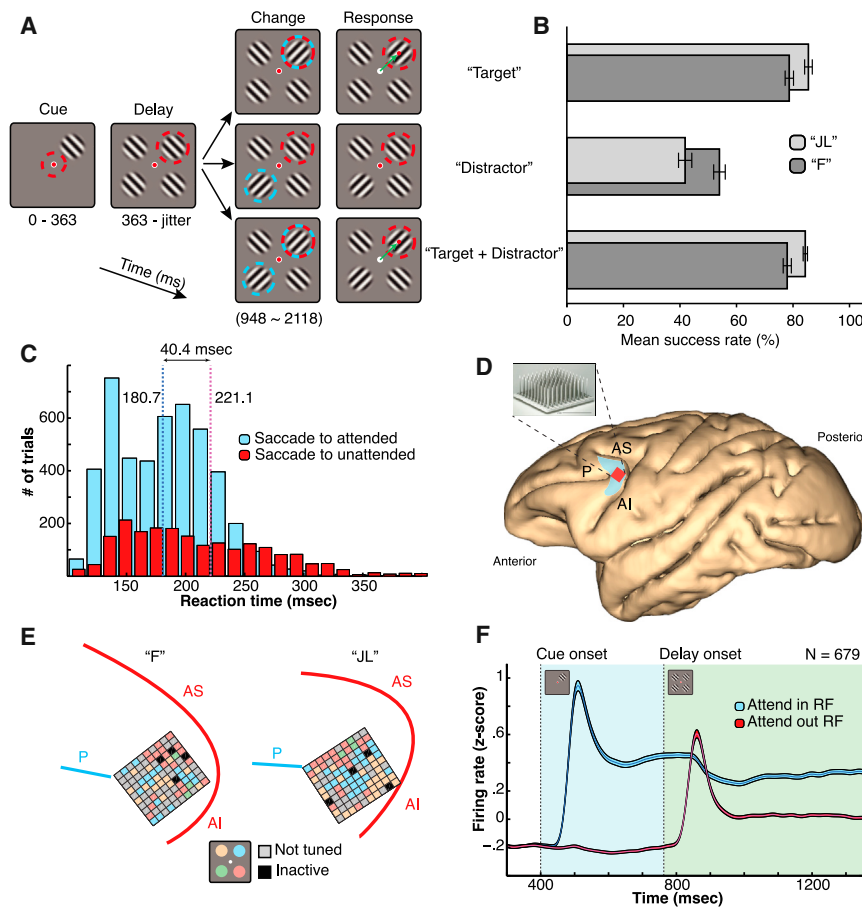 A
Change
Response
Cue
Delay
0 - 363
363 - jitter
Time (ms)
(948 ~ 2118)
B
"Target"
"Distractor"
"Target + Distractor"
"JL"
"F"
0 20 40 60 80 100
Mean success rate (%)
C
40.4 msec
180.7
221.1
600
400
200
# of trials
Saccade to attended
Saccade to unattended
150 200 250 300 350
Reaction time (msec)
D
Posterior
AS
P
AI
Anterior
E
"F"
"JL"
AS
AS
P
P
AI
AI
Not tuned
Inactive
F
Cue onset
Delay onset
N = 679
Attend in RF
Attend out RF
1
.6
.2
0
-.2
Firing rate (z-score)
400 800 1200
Time (msec)